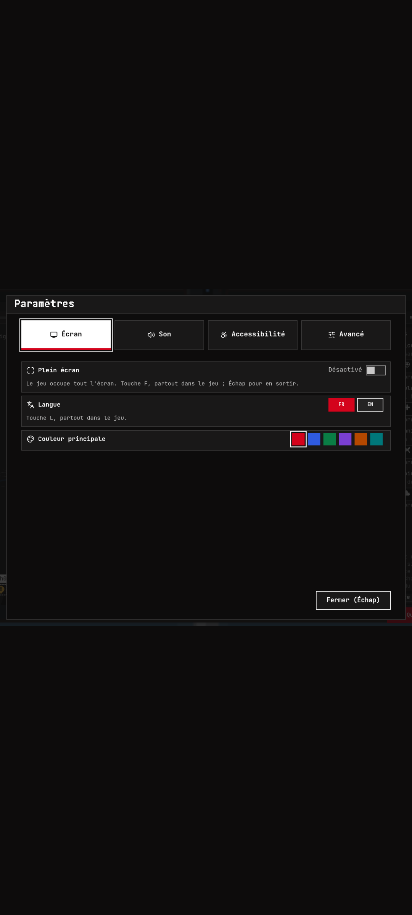 Paramètres
Écran
Son
Accessibilité
Avancé
Plein écran
Désactivé
Le jeu occupe tout l'écran. Touche F, partout dans le jeu ; Échap pour en sortir.
Langue
FR
EN
Touche L, partout dans le jeu.
Couleur principale
Fermer (Échap)